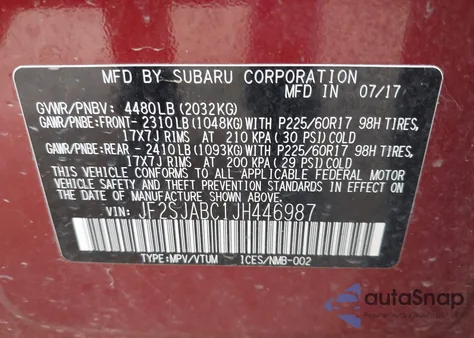 MFD BY SUBARU CORPORATION 07/17
GVWR/PNBV: 4480LB (2032KG)
GAWR/PNBE:FRONT- 2310LB(1048KG)WITH P225/60R17 98H TIRES,
17X7J RIMS AT 210 KPA (30 PSI)COLD
GAWR/PNBE:REAR - 2410LB(1093KG)WITH P225/60R17 98H TIRES,
17X7J RIMS AT 200 KPA (29 PSI)COLD
THIS VEHICLE CONFORMS TO ALL APPLICABLE FEDERAL MOTOR
VEHICLE SAFETY AND BUMPER STANDARDS IN EFFECT ON THE
DATE OF MANUFACTURE SHOWN ABOVE.
VIN: JF2SJABC1JH446987
TYPE:MPV/VTUM ICES/NMB-002
autoSnap